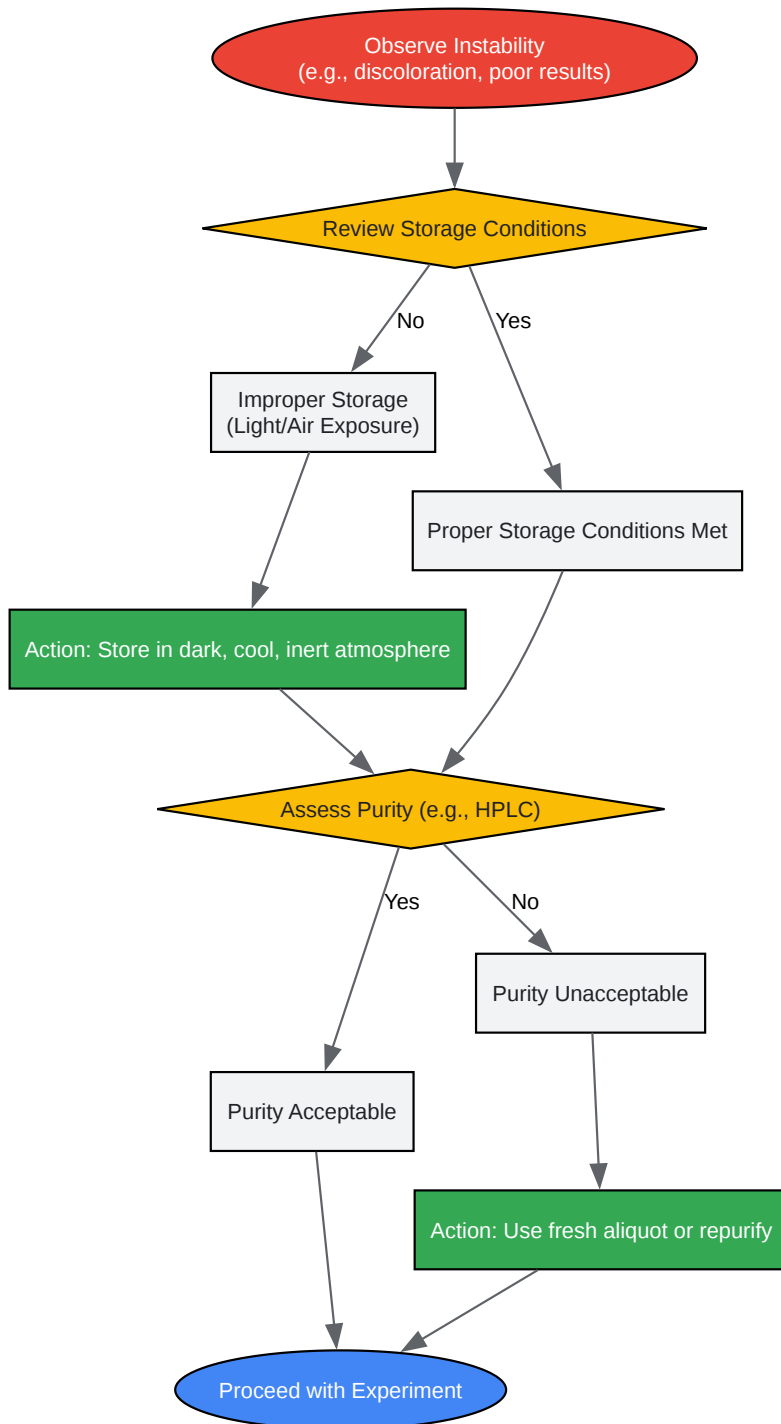 Observe Instability
(e.g., discoloration, poor results)
Review Storage Conditions
No
Yes
Improper Storage
(Light/Air Exposure)
Proper Storage Conditions Met
Action: Store in dark, cool, inert atmosphere
Assess Purity (e.g., HPLC)
Yes
No
Purity Unacceptable
Purity Acceptable
Action: Use fresh aliquot or repurify
Proceed with Experiment